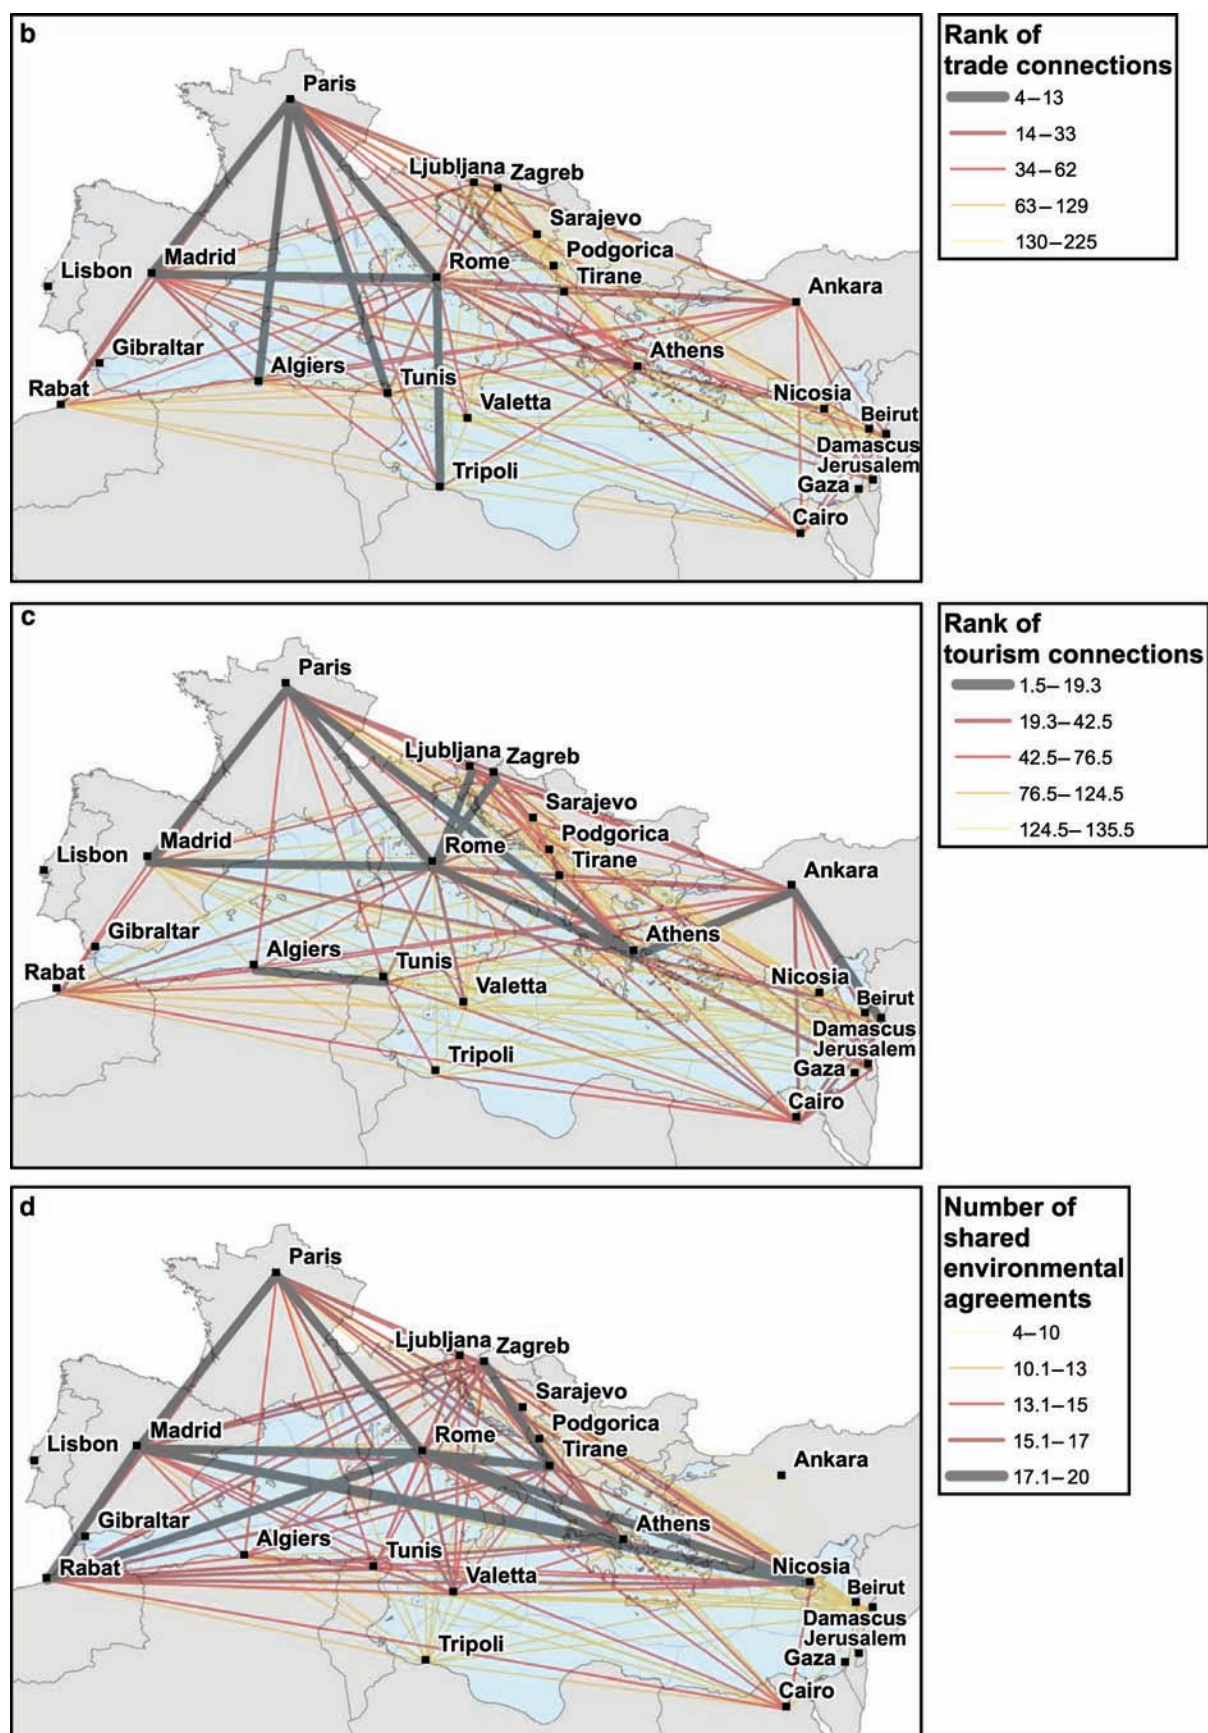 b
Paris
Ljubljana
Zagreb
Sarajevo
Podgorica
Tirane
Madrid
Rome
Lisbon
Ankara
Gibraltar
Algiers
Athens
Tunis
Rabat
Valetta
Nicosia
Beirut
Damascus
Jerusalem
Tripoli
Gaza
Cairo
Rank of
trade connections
4–13
14–33
34–62
63–129
130–225
c
Paris
Ljubljana
Zagreb
Sarajevo
Podgorica
Tirane
Madrid
Rome
Lisbon
Ankara
Gibraltar
Algiers
Athens
Tunis
Rabat
Valetta
Nicosia
Beirut
Damascus
Jerusalem
Tripoli
Gaza
Cairo
Rank of
tourism connections
1.5–19.3
19.3–42.5
42.5–76.5
76.5–124.5
124.5–135.5
d
Paris
Ljubljana
Zagreb
Sarajevo
Podgorica
Tirane
Madrid
Rome
Lisbon
Ankara
Gibraltar
Algiers
Athens
Tunis
Rabat
Valetta
Nicosia
Beirut
Damascus
Jerusalem
Tripoli
Gaza
Cairo
Number of
shared
environmental
agreements
4–10
10.1–13
13.1–15
15.1–17
17.1–20